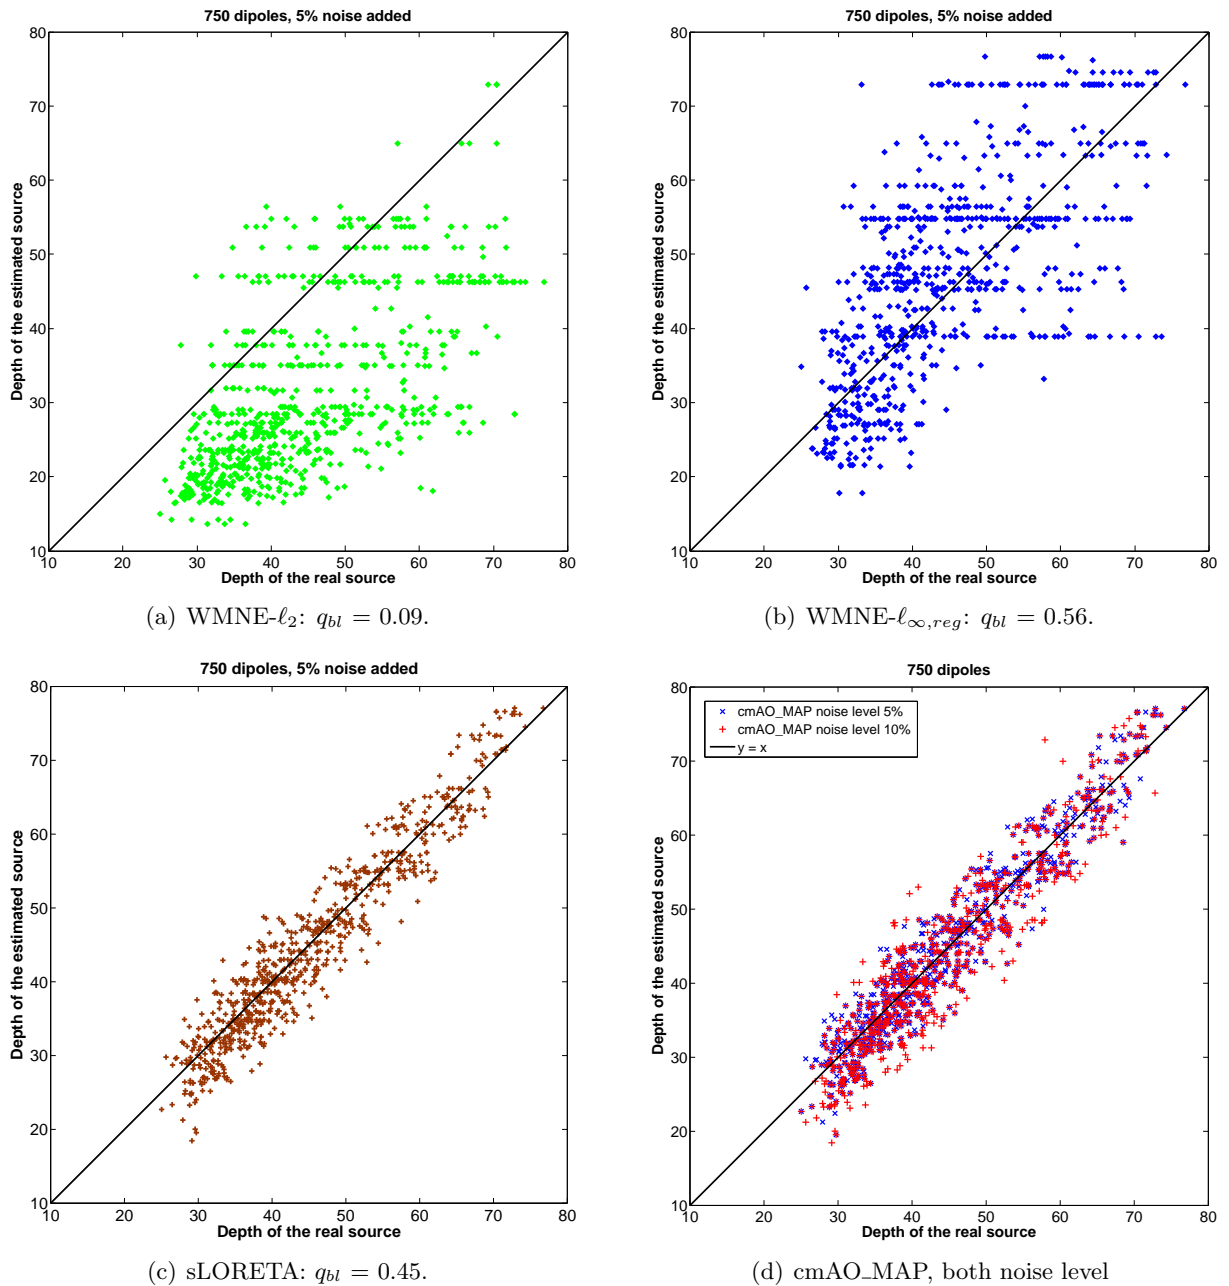 750 dipoles, 5% noise added
80
70
60
50
40
30
20
10
Depth of the estimated source
10 20 30 40 50 60 70 80
Depth of the real source
(a) WMNE-ℓ₂: q_bl = 0.09.
750 dipoles, 5% noise added
80
70
60
50
40
30
20
10
Depth of the estimated source
10 20 30 40 50 60 70 80
Depth of the real source
(b) WMNE-ℓ∞,reg: q_bl = 0.56.
750 dipoles, 5% noise added
80
70
60
50
40
30
20
10
Depth of the estimated source
10 20 30 40 50 60 70 80
Depth of the real source
(c) sLORETA: q_bl = 0.45.
750 dipoles
80
70
60
50
40
30
20
10
Depth of the estimated source
cmAO_MAP noise level 5%
cmAO_MAP noise level 10%
y = x
10 20 30 40 50 60 70 80
Depth of the real source
(d) cmAO_MAP, both noise level